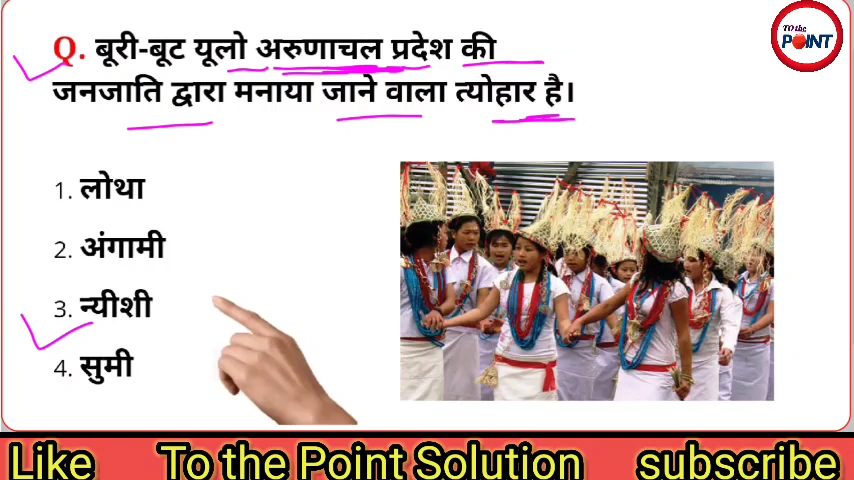 Q. बूरी-बूट यूलो अरुणाचल प्रदेश की
जनजाति द्वारा मनाया जाने वाला त्योहार है।
TO the
POINT
1. लोथा
2. अंगामी
3. न्यीशी
4. सुमी
Like To the Point Solution subscribe